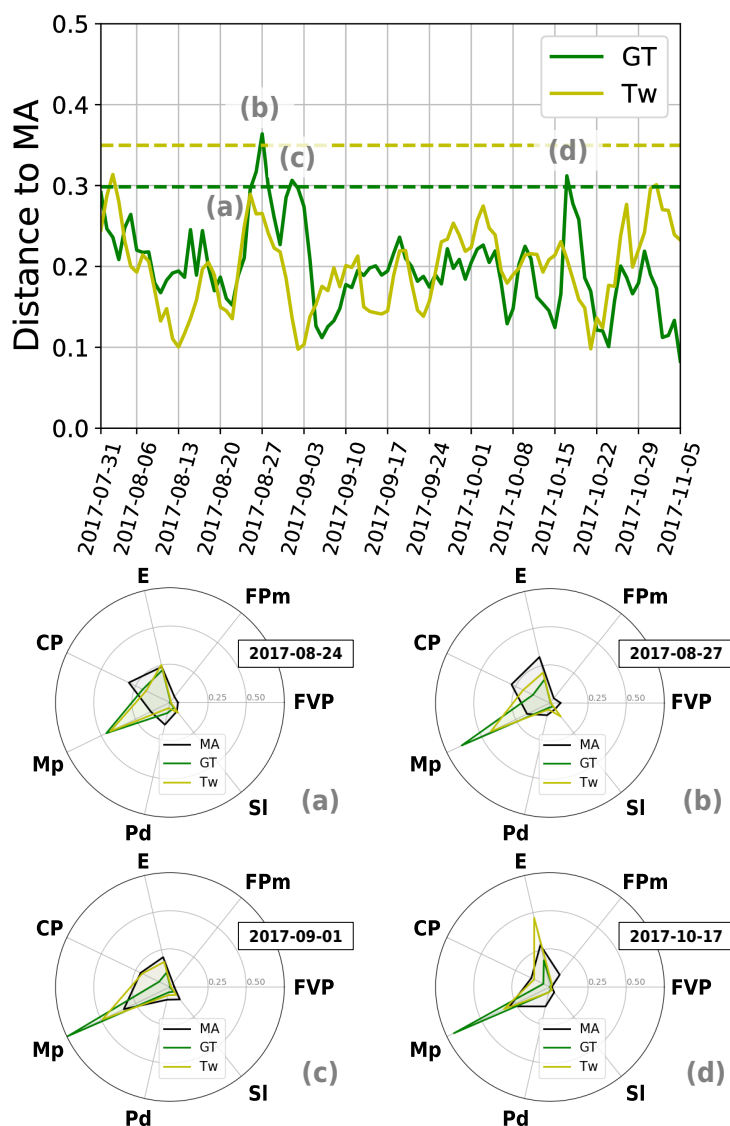 Distance to MA
0.5
0.4
0.3
0.2
0.1
0.0
GT
Tw
(a)
(b)
(c)
(d)
2017-07-31
2017-08-06
2017-08-13
2017-08-20
2017-08-27
2017-09-03
2017-09-10
2017-09-17
2017-09-24
2017-10-01
2017-10-08
2017-10-15
2017-10-22
2017-10-29
2017-11-05
E
FPm
CP
2017-08-24
0.25
0.50
FVP
Mp
MA
GT
Tw
Pd
Sl
(a)
E
FPm
CP
2017-08-27
0.25
0.50
FVP
Mp
MA
GT
Tw
Pd
Sl
(b)
E
FPm
CP
2017-09-01
0.25
0.50
FVP
Mp
MA
GT
Tw
Pd
Sl
(c)
E
FPm
CP
2017-10-17
0.25
0.50
FVP
Mp
MA
GT
Tw
Pd
Sl
(d)